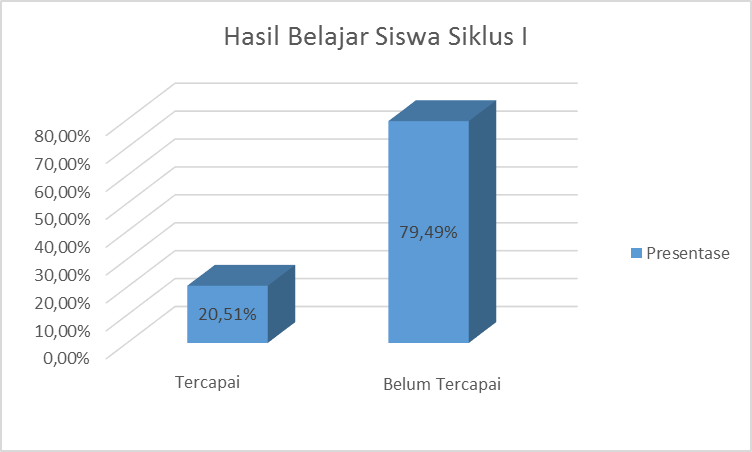 Hasil Belajar Siswa Siklus I
80,00%
70,00%
60,00%
50,00%
40,00%
30,00%
20,00%
10,00%
0,00%
20,51%
79,49%
Tercapai
Belum Tercapai
Presentase